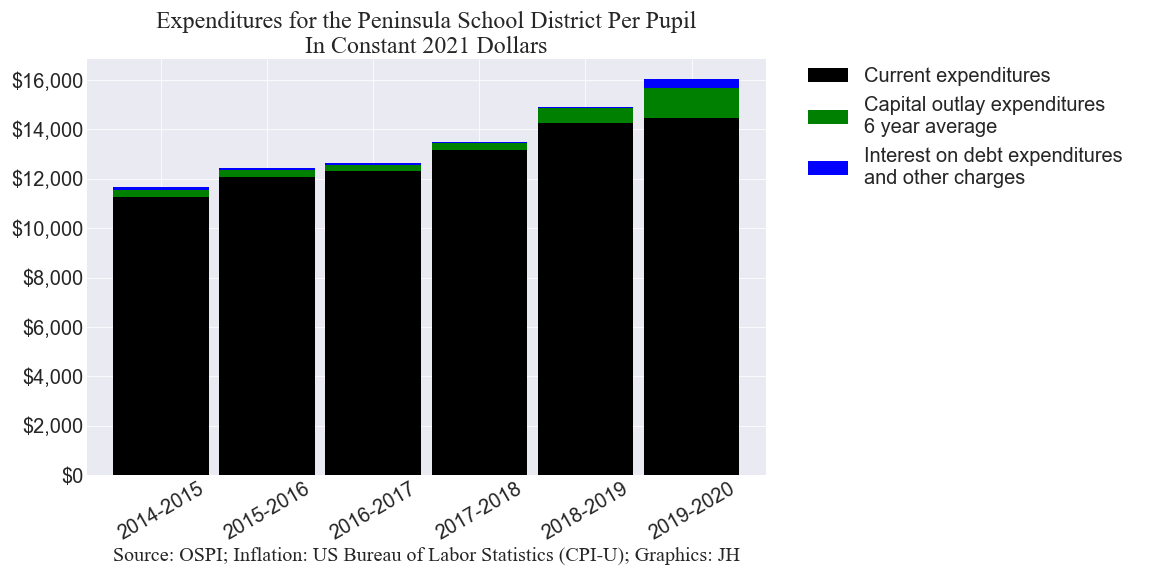 Expenditures for the Peninsula School District Per Pupil
In Constant 2021 Dollars
$16,000
$14,000
$12,000
$10,000
$8,000
$6,000
$4,000
$2,000
$0
2014-2015
2015-2016
2016-2017
2017-2018
2018-2019
2019-2020
Source: OSPI; Inflation: US Bureau of Labor Statistics (CPI-U); Graphics: JH
Current expenditures
Capital outlay expenditures
6 year average
Interest on debt expenditures
and other charges